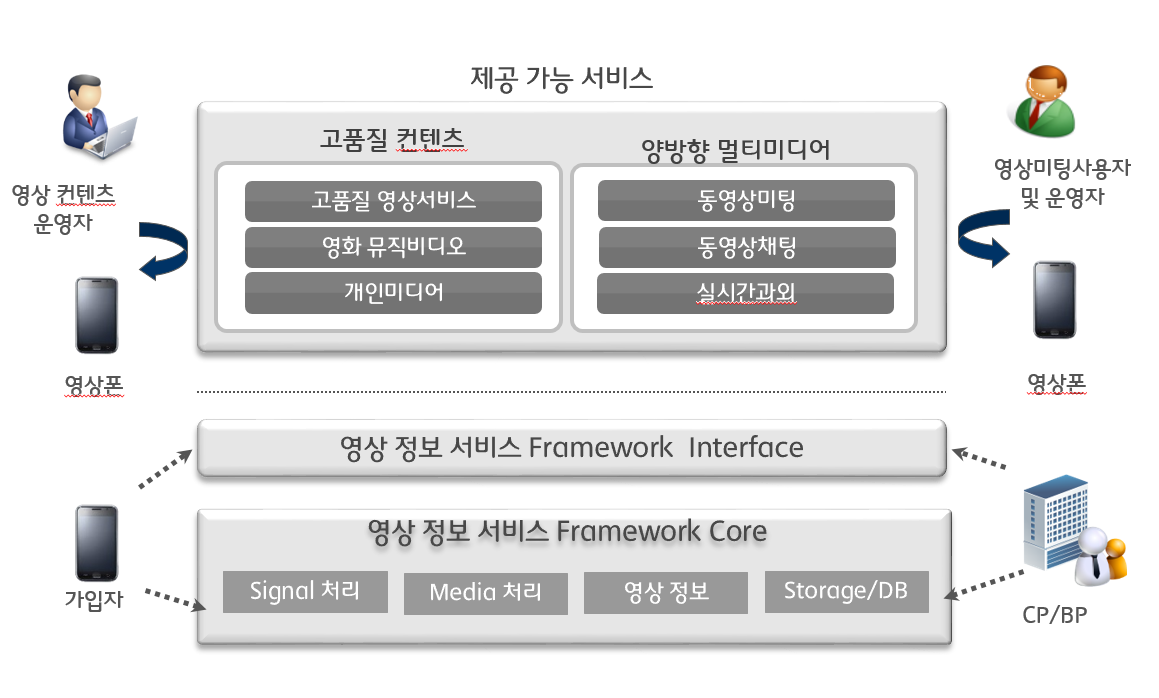 제공 가능 서비스
고품질 컨텐츠
양방향 멀티미디어
영상 컨텐츠
운영자
영상미팅사용자
및 운영자
고품질 영상서비스
영화 뮤직비디오
개인미디어
동영상미팅
동영상채팅
실시간과외
영상폰
영상폰
영상 정보 서비스 Framework  Interface
영상 정보 서비스 Framework Core
Signal 처리
Media 처리
영상 정보
Storage/DB
가입자
CP/BP